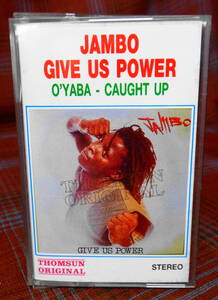 JAMBO
GIVE US POWER
O'YABA - CAUGHT UP
JAMBO
THOMSUN
ORIGINAL
GIVE US POWER
THOMSUN
ORIGINAL
STEREO